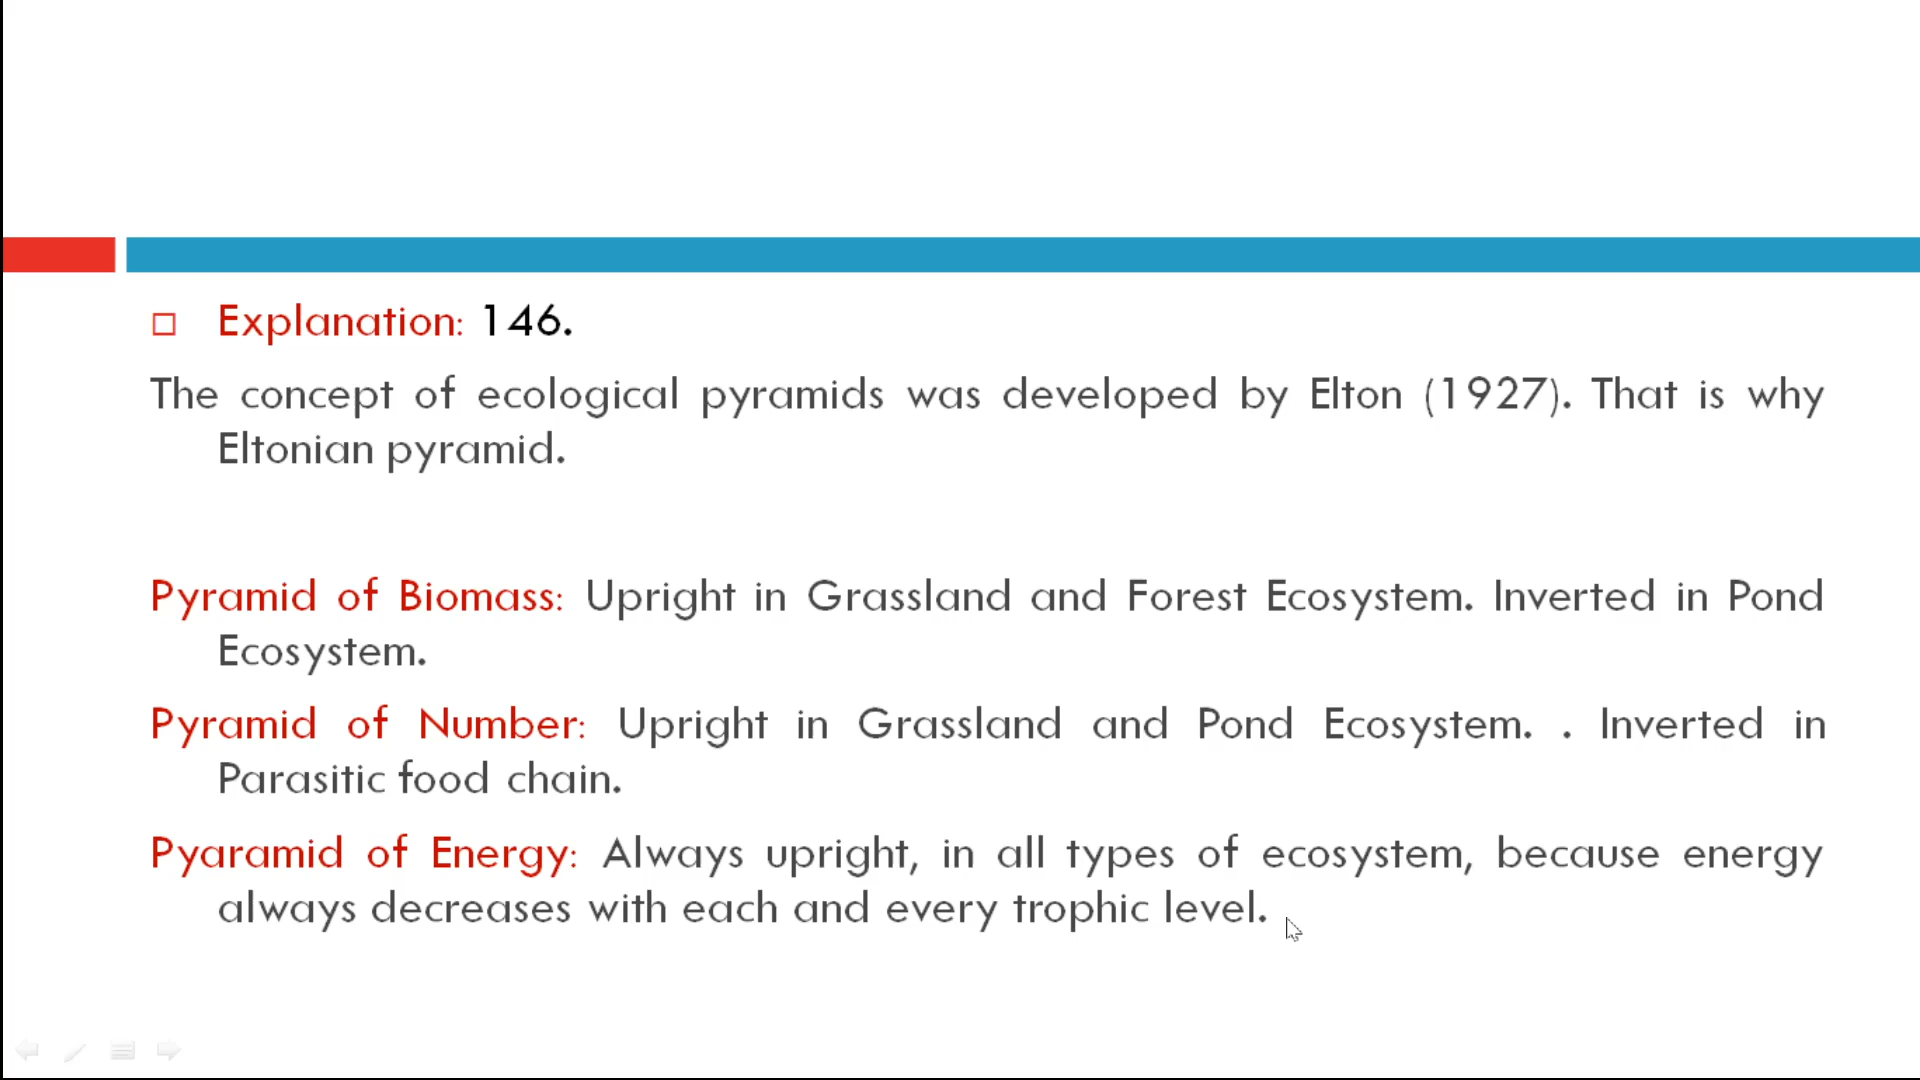 Explanation: 146.
The concept of ecological pyramids was developed by Elton (1927). That is why
Eltonian pyramid.
Pyramid of Biomass: Upright in Grassland and Forest Ecosystem. Inverted in Pond
Ecosystem.
Pyramid of Number: Upright in Grassland and Pond Ecosystem. . Inverted in
Parasitic food chain.
Pyaramid of Energy: Always upright, in all types of ecosystem, because energy
always decreases with each and every trophic level.